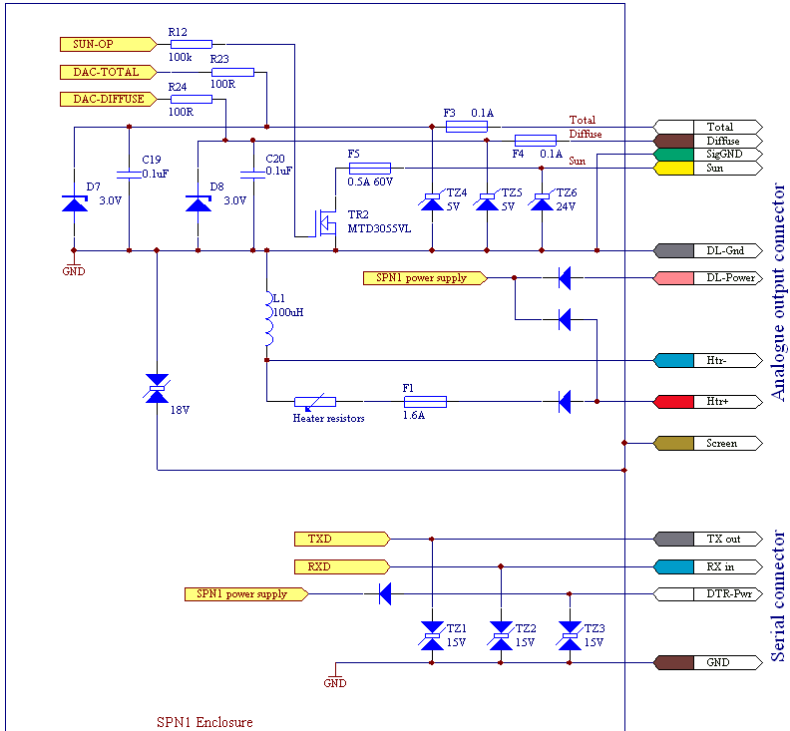 SUN-OP
R12
100k
DAC-TOTAL
R23
100R
DAC-DIFFUSE
R24
100R
F3 0.1A
Total
Total
Diffuse
Diffuse
F4 0.1A
SigGND
Sun
Sun
C19
0.1uF
C20
0.1uF
F5
0.5A 60V
D7
3.0V
D8
3.0V
TR2
MTD3055VL
TZ4
5V
TZ5
5V
TZ6
24V
GND
DL-Gnd
SPN1 power supply
DL-Power
L1
100uH
Htr-
18V
Heater resistors
F1
1.6A
Htr+
Screen
Analogue output connector
TXD
TX out
RXD
RX in
SPN1 power supply
DTR-Pwr
TZ1
15V
TZ2
15V
TZ3
15V
GND
GND
Serial connector
SPN1 Enclosure